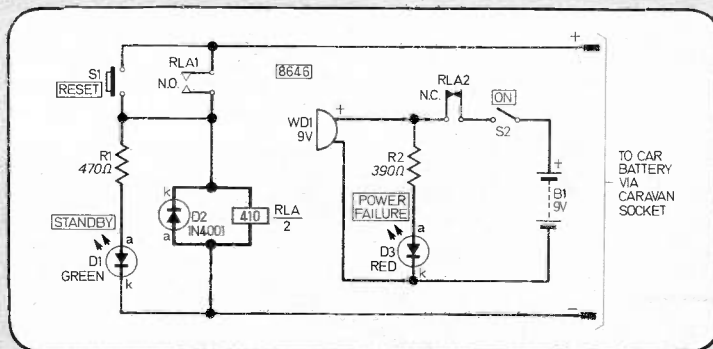 +
S1
RESET
RLA1
N.O.
8646
RLA2
N.C.
ON
S2
WD1
9V
+
R1
470Ω
R2
390Ω
+
B1
9V
TO CAR
BATTERY
VIA
CARAVAN
SOCKET
k
D2
1N4001
a
410
RLA
2
STANDBY
POWER
FAILURE
a
D1
GREEN
k
a
D3
RED
k
−